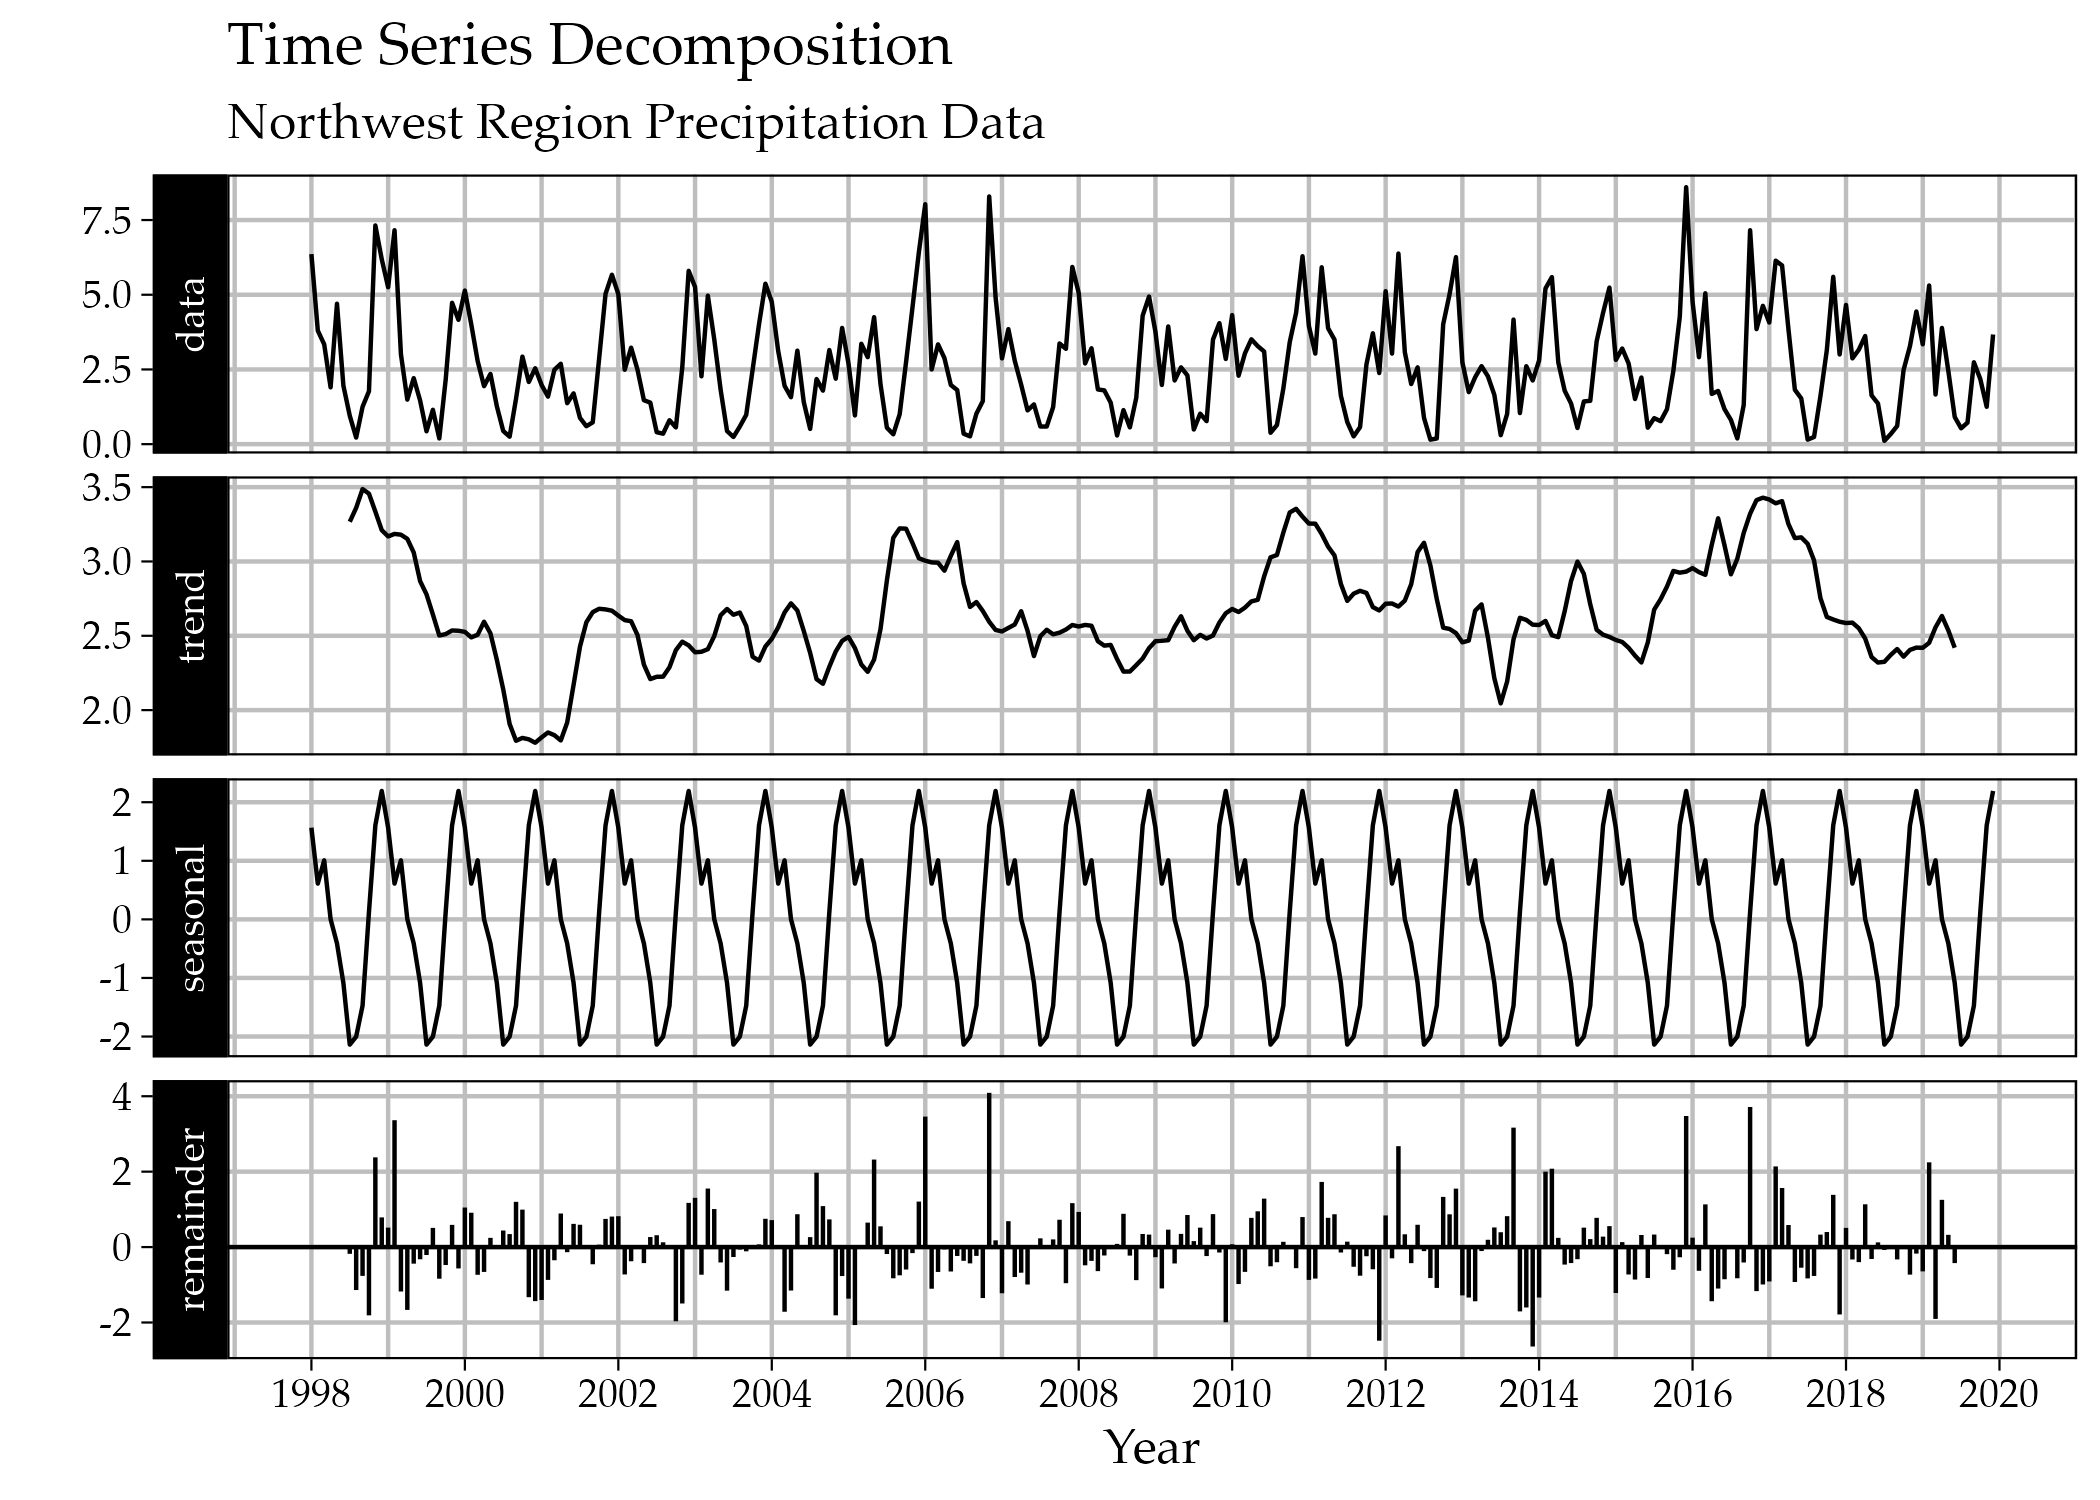 Time Series Decomposition
Northwest Region Precipitation Data
data
7.5
5.0
2.5
0.0
trend
3.5
3.0
2.5
2.0
seasonal
2
1
0
-1
-2
remainder
4
2
0
-2
1998 2000 2002 2004 2006 2008 2010 2012 2014 2016 2018 2020
Year